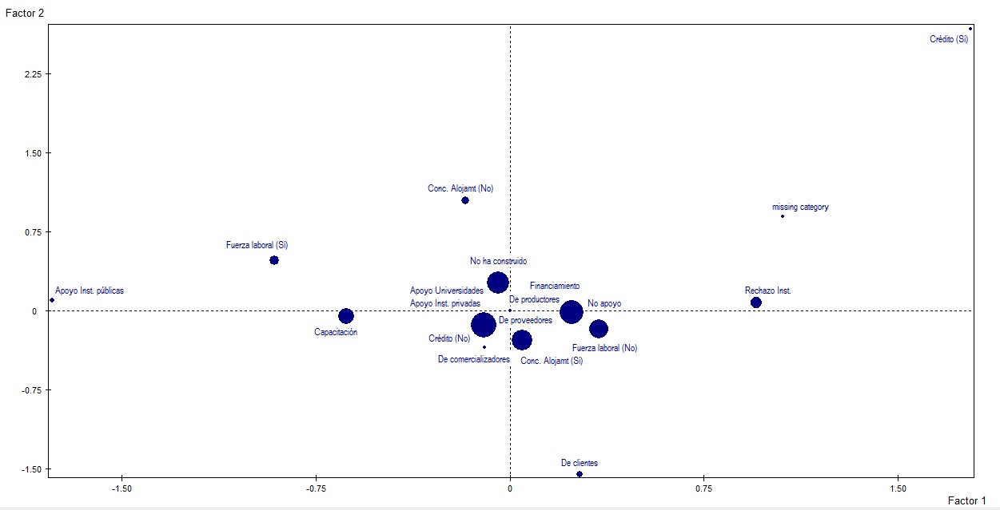 Factor 2
Crédito (Sí)
2.25
1.50
Conc. Alojamt (No)
missing category
0.75
Fuerza laboral (Sí)
No ha construido
Financiamiento
Apoyo Inst. públicas
Apoyo Universidades
Rechazo Inst.
De productores
Apoyo Inst. privadas
No apoyo
0
De proveedores
Capacitación
Crédito (No)
Fuerza laboral (No)
De comercializadores
Conc. Alojamt (Sí)
-0.75
De clientes
-1.50
-1.50
-0.75
0
0.75
1.50
Factor 1